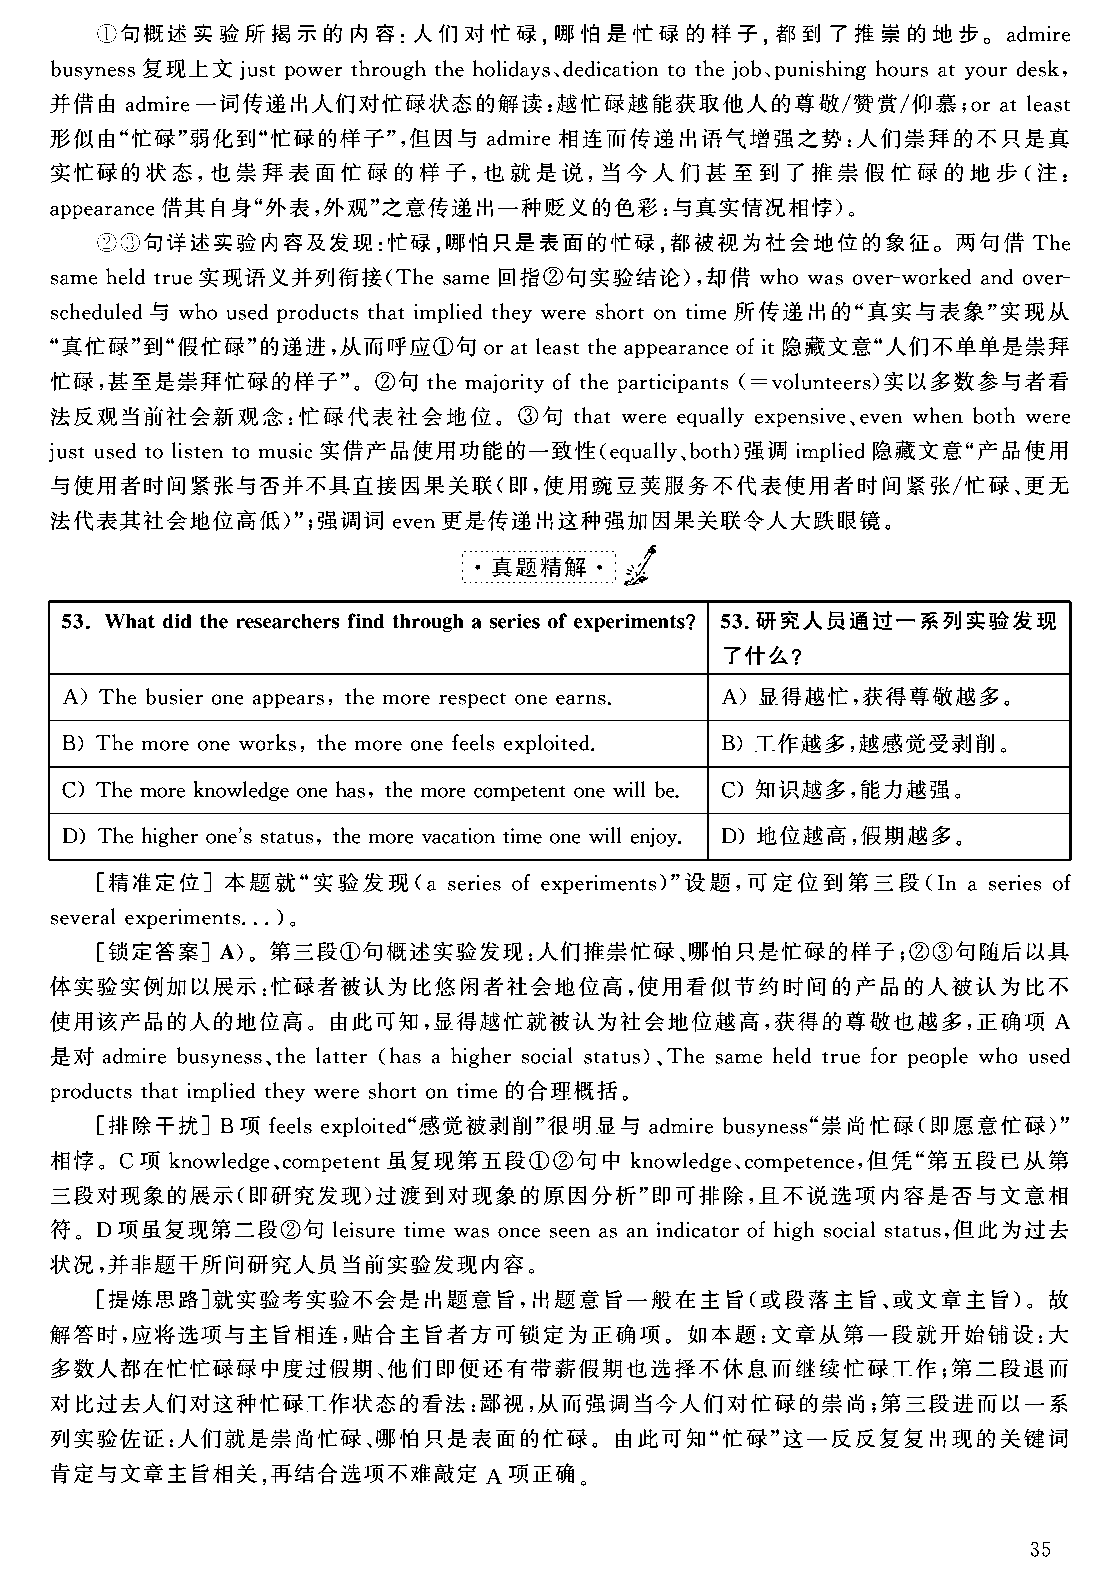 ①句概述实验所揭示的内容:人们对忙碌,哪怕是忙碌的样子,都到了推崇的地步。admire
busyness 复现上文 just power through the holidays、dedication to the job、punishing hours at your desk,
并借由 admire 一词传递出人们对忙碌状态的解读:越忙碌越能获取他人的尊敬/赞赏/仰慕;or at least
形似由“忙碌”弱化到“忙碌的样子”,但因与 admire 相连而传递出语气增强之势:人们崇拜的不只是真
实忙碌的状态,也崇拜表面忙碌的样子,也就是说,当今人们甚至到了推崇假忙碌的地步(注:
appearance 借其自身“外表,外观”之意传递出一种贬义的色彩:与真实情况相悖)。
②③句详述实验内容及发现:忙碌,哪怕只是表面的忙碌,都被视为社会地位的象征。两句借 The
same held true 实现语义并列衔接(The same 回指②句实验结论),却借 who was over-worked and over-
scheduled 与 who used products that implied they were short on time 所传递出的“真实与表象”实现从
“真忙碌”到“假忙碌”的递进,从而呼应①句 or at least the appearance of it 隐藏文意“人们不单单是崇拜
忙碌,甚至是崇拜忙碌的样子”。②句 the majority of the participants (=volunteers)实以多数参与者看
法反观当前社会新观念:忙碌代表社会地位。③句 that were equally expensive、even when both were
just used to listen to music 实借产品使用功能的一致性(equally、both)强调 implied 隐藏文意“产品使用
与使用者时间紧张与否并不具直接因果关联(即,使用豌豆荚服务不代表使用者时间紧张/忙碌、更无
法代表其社会地位高低)”;强调词 even 更是传递出这种强加因果关联令人大跌眼镜。
·真题精解·
53. What did the researchers find through a series of experiments? 53. 研究人员通过一系列实验发现
了什么?
A) The busier one appears, the more respect one earns. A) 显得越忙,获得尊敬越多。
B) The more one works, the more one feels exploited. B) 工作越多,越感觉受剥削。
C) The more knowledge one has, the more competent one will be. C) 知识越多,能力越强。
D) The higher one's status, the more vacation time one will enjoy. D) 地位越高,假期越多。
[精准定位] 本题就“实验发现(a series of experiments)”设题,可定位到第三段(In a series of
several experiments...)。
[锁定答案] A)。第三段①句概述实验发现:人们推崇忙碌、哪怕只是忙碌的样子;②③句随后以具
体实验实例加以展示:忙碌者被认为比悠闲者社会地位高,使用看似节约时间的产品的人被认为比不
使用该产品的人的地位高。由此可知,显得越忙就被认为社会地位越高,获得的尊敬也越多,正确项 A
是对 admire busyness、the latter (has a higher social status)、The same held true for people who used
products that implied they were short on time 的合理概括。
[排除干扰] B 项 feels exploited“感觉被剥削”很明显与 admire busyness“崇尚忙碌(即愿意忙碌)”
相悖。C 项 knowledge、competent 虽复现第五段①②句中 knowledge、competence,但凭“第五段已从第
三段对现象的展示(即研究发现)过渡到对现象的原因分析”即可排除,且不说选项内容是否与文意相
符。D 项虽复现第二段②句 leisure time was once seen as an indicator of high social status,但此为过去
状况,并非题干所问研究人员当前实验发现内容。
[提炼思路]就实验考实验不会是出题意旨,出题意旨一般在主旨(或段落主旨、或文章主旨)。故
解答时,应将选项与主旨相连,贴合主旨者方可锁定为正确项。如本题:文章从第一段就开始铺设:大
多数人都在忙忙碌碌中度过假期、他们即便还有带薪假期也选择不休息而继续忙碌工作;第二段退而
对比过去人们对这种忙碌工作状态的看法:鄙视,从而强调当今人们对忙碌的崇尚;第三段进而以一系
列实验佐证:人们就是崇尚忙碌、哪怕只是表面的忙碌。由此可知“忙碌”这一反反复复出现的关键词
肯定与文章主旨相关,再结合选项不难敲定 A 项正确。
35